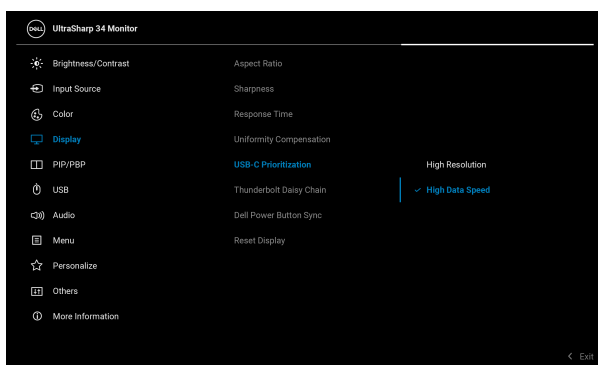 DELL UltraSharp 34 Monitor
Brightness/Contrast
Input Source
Color
Display
PIP/PBP
USB
Audio
Menu
Personalize
Others
More Information
Aspect Ratio
Sharpness
Response Time
Uniformity Compensation
USB-C Prioritization
Thunderbolt Daisy Chain
Dell Power Button Sync
Reset Display
High Resolution
High Data Speed
Exit